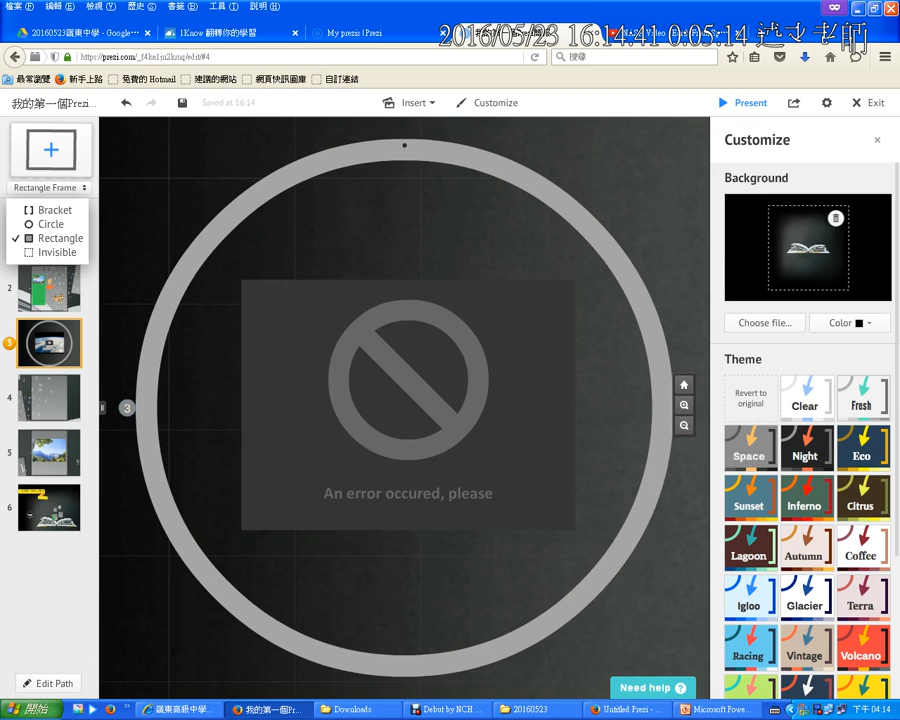 檔案(F) 編輯(E) 檢視(V) 歷史(S) 書籤(B) 工具(T) 說明(H)
20160523嶺東中學 - Google...
1Know 翻轉你的學習
My prezis | Prezi
2016/05/23 16:14:41 0:05:14
老師
https://prezi.com/_f4ka1jn2kmq/edit/#4
搜尋
最常瀏覽 新手上路 免費的 Hotmail 建議的網站 網頁快訊圖庫 自訂連結
我的第一個Prezi...
Saved at 16:14
Insert
Customize
Present
Exit
Rectangle Frame
Bracket
Circle
Rectangle
Invisible
2
3
4
5
6
Edit Path
3
An error occured, please
Need help ?
Customize
Background
Choose file...
Color
Theme
Revert to
original
Clear
Fresh
Space
Night
Eco
Sunset
Inferno
Citrus
Lagoon
Autumn
Coffee
Igloo
Glacier
Terra
Racing
Vintage
Volcano
開始
嶺東高級中學...
我的第一個Pr...
Downloads
Debut by NCH ...
20160523
Untitled Prezi - ...
Microsoft Power...
下午 04:14